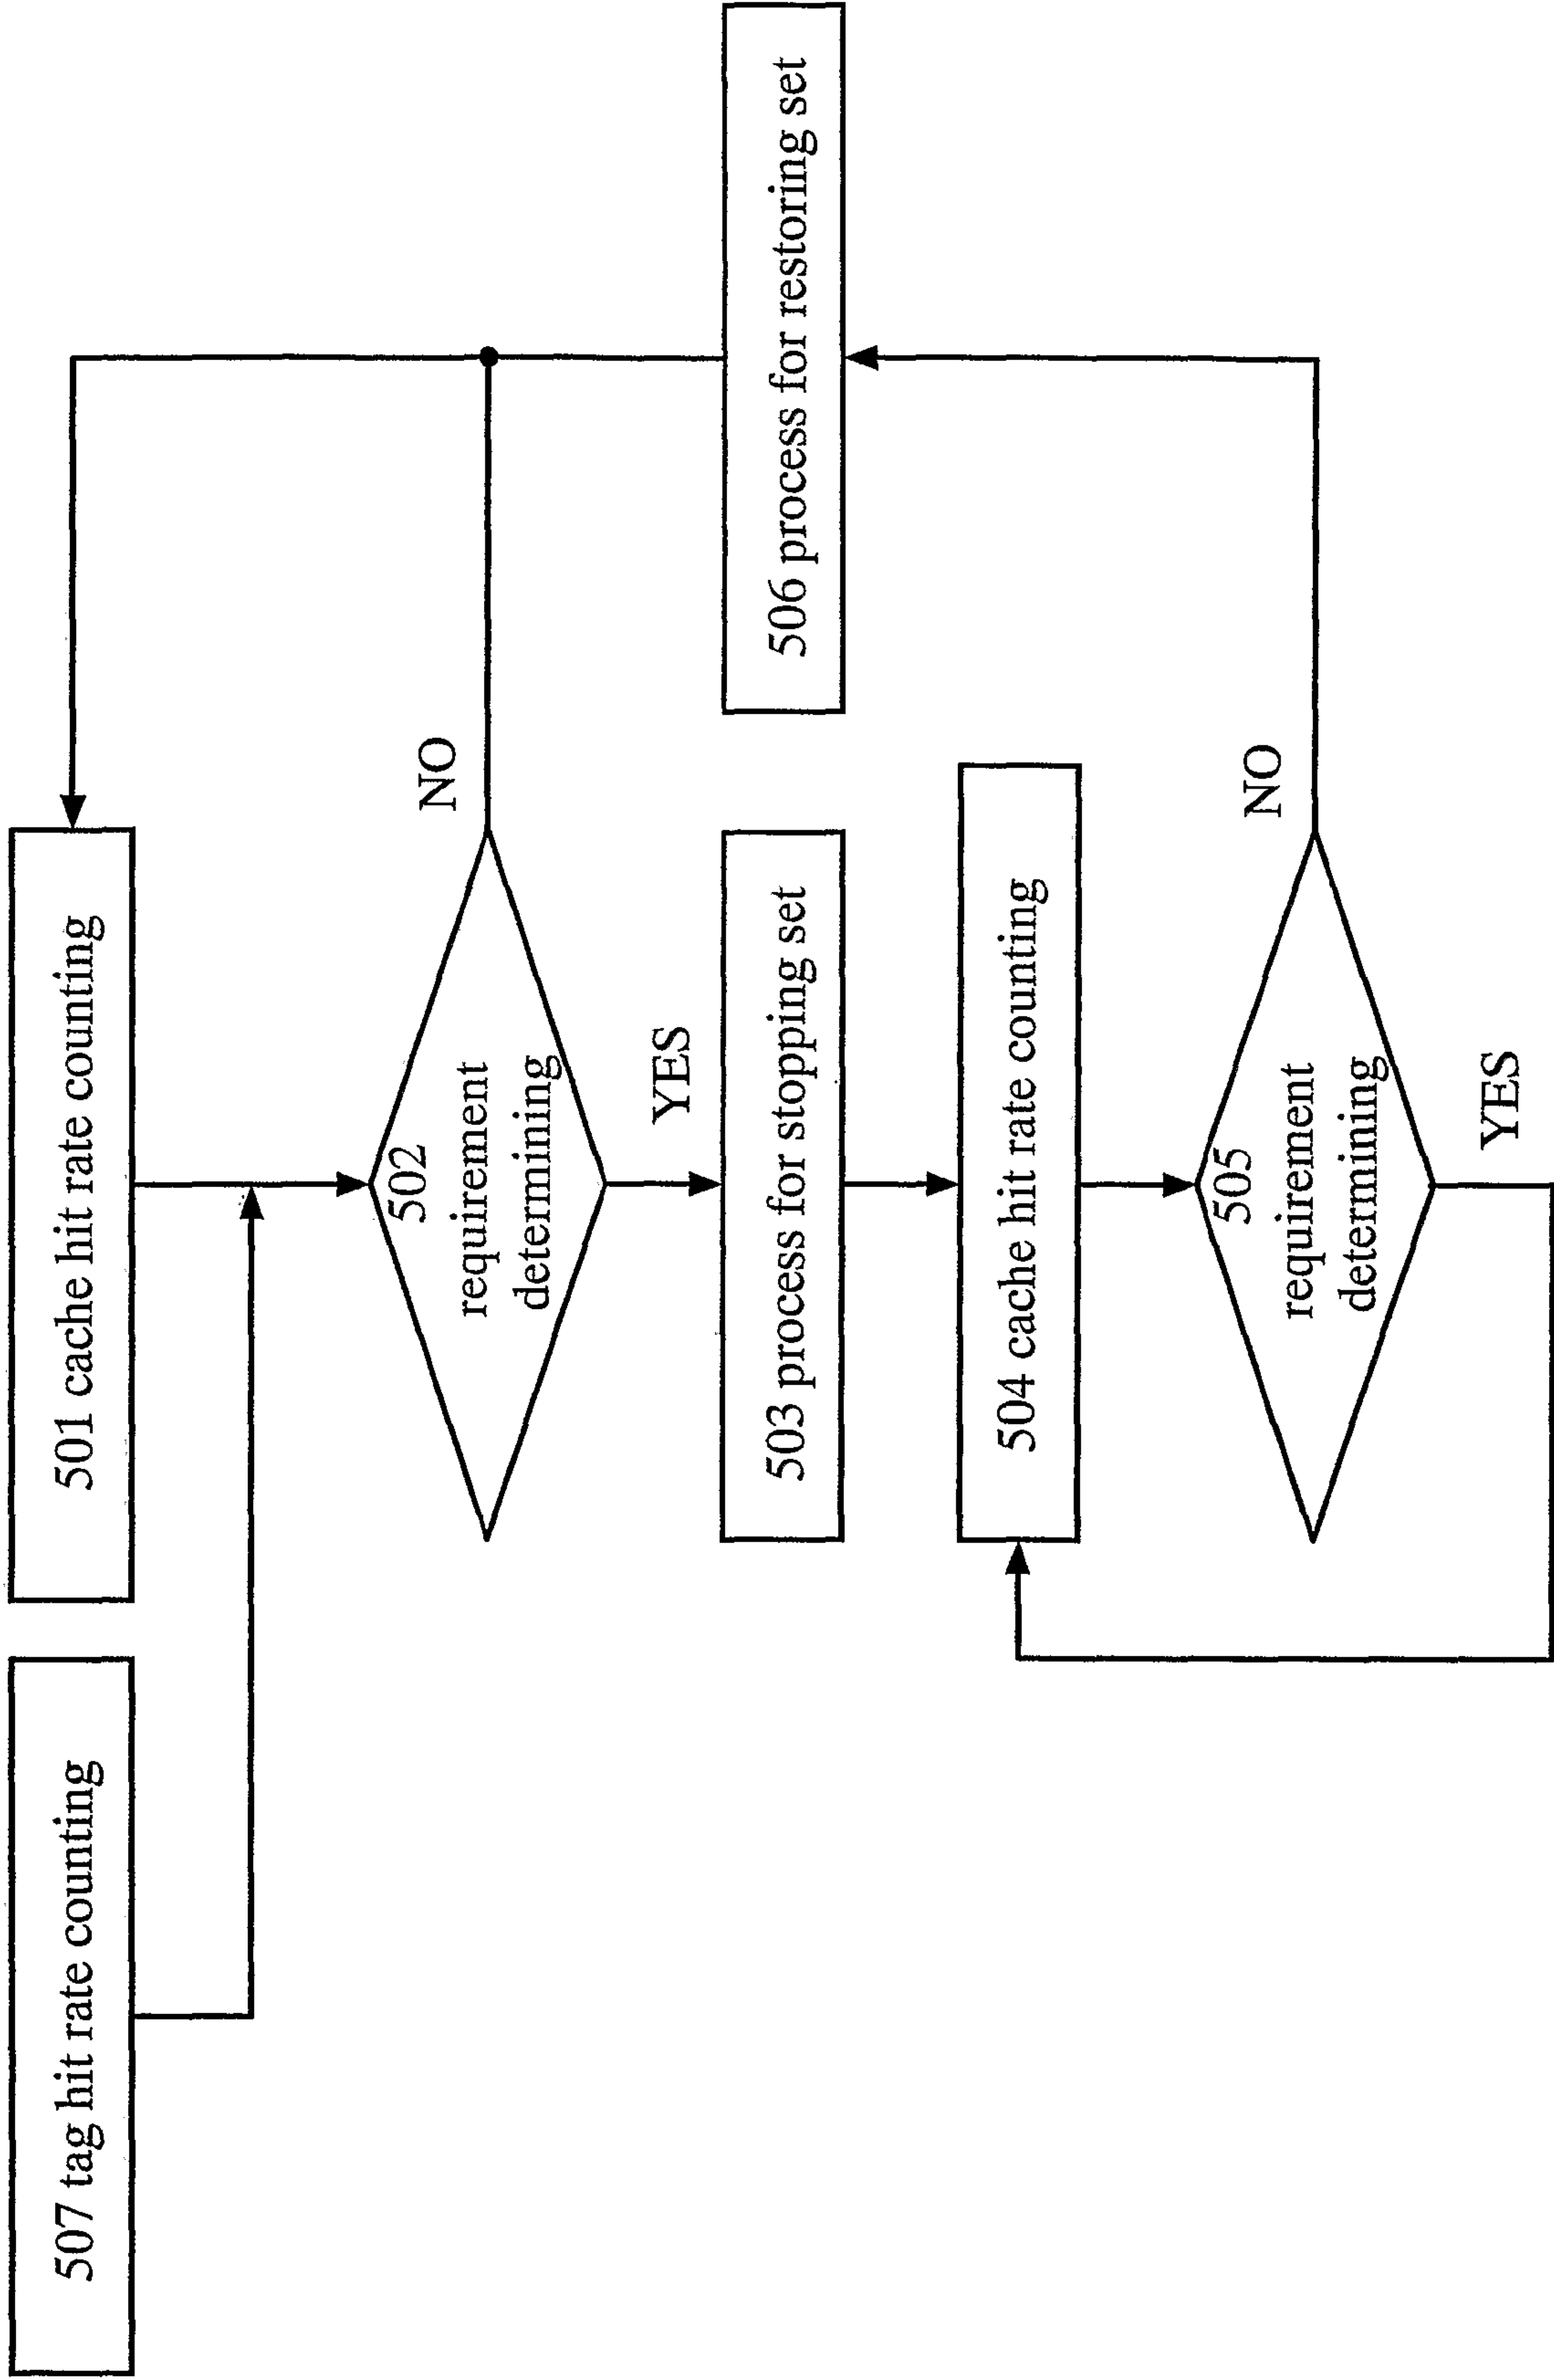 507 tag hit rate counting
501 cache hit rate counting
502
requirement
determining
NO
YES
503 process for stopping set
506 process for restoring set
504 cache hit rate counting
505
requirement
determining
NO
YES